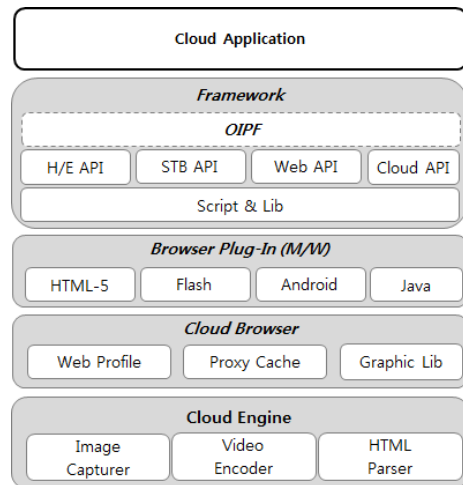 Cloud Application
Framework
OIPF
H/E API STB API Web API Cloud API
Script & Lib
Browser Plug-In (M/W)
HTML-5 Flash Android Java
Cloud Browser
Web Profile Proxy Cache Graphic Lib
Cloud Engine
Image Capturer
Video Encoder
HTML Parser